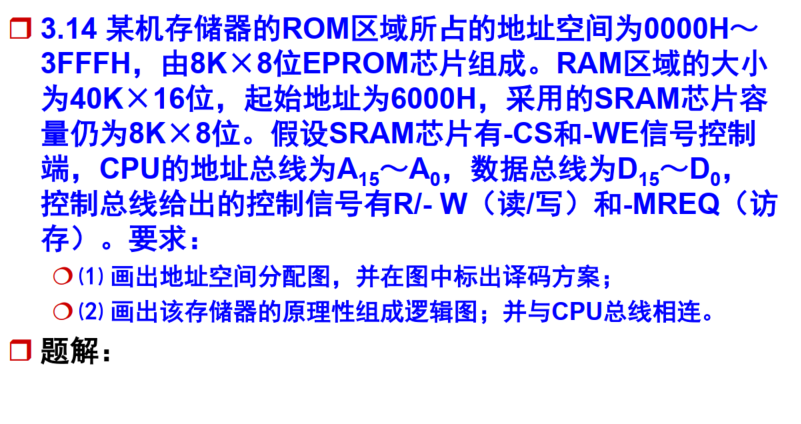 3.14 某机存储器的ROM区域所占的地址空间为0000H～
3FFFH，由8K×8位EPROM芯片组成。RAM区域的大小
为40K×16位，起始地址为6000H，采用的SRAM芯片容
量仍为8K×8位。假设SRAM芯片有-CS和-WE信号控制
端，CPU的地址总线为A15～A0，数据总线为D15～D0，
控制总线给出的控制信号有R/- W（读/写）和-MREQ（访
存）。要求：
⑴ 画出地址空间分配图，并在图中标出译码方案；
⑵ 画出该存储器的原理性组成逻辑图；并与CPU总线相连。
题解：